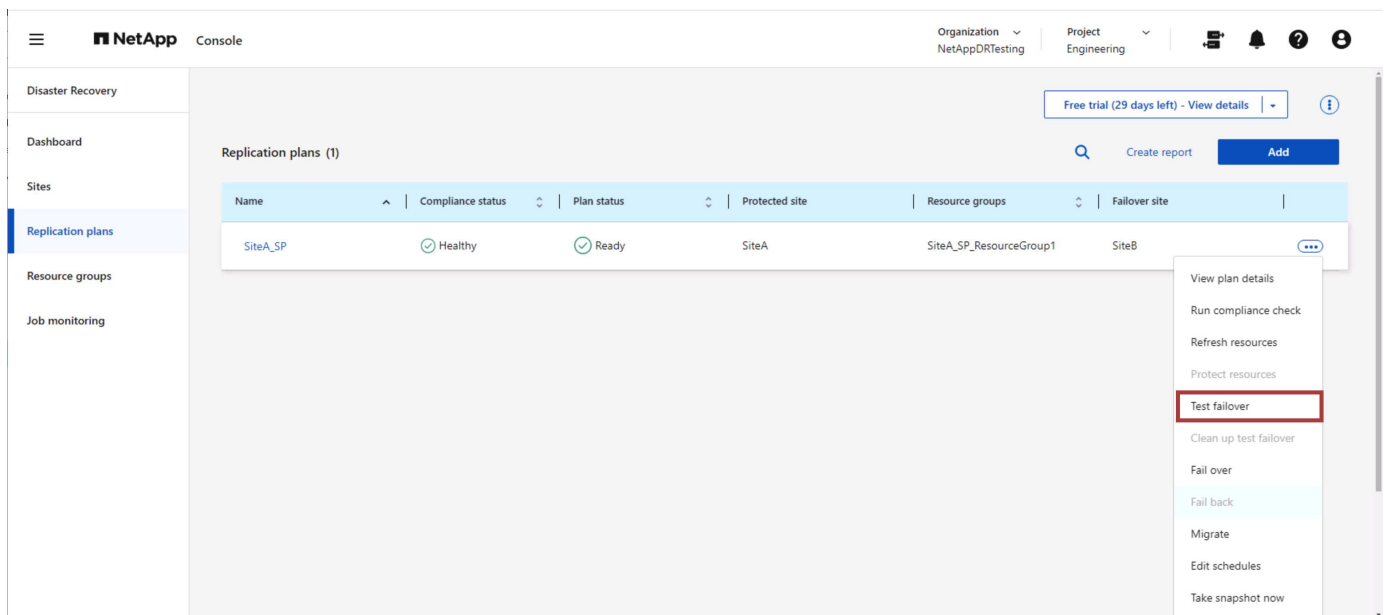 NetApp Console
Organization
NetAppDRTesting
Project
Engineering
Disaster Recovery
Dashboard
Sites
Replication plans
Resource groups
Job monitoring
Free trial (29 days left) - View details
Replication plans (1)
Create report
Add
Name Compliance status Plan status Protected site Resource groups Failover site
SiteA_SP Healthy Ready SiteA SiteA_SP_ResourceGroup1 SiteB
View plan details
Run compliance check
Refresh resources
Protect resources
Test failover
Clean up test failover
Fail over
Fail back
Migrate
Edit schedules
Take snapshot now